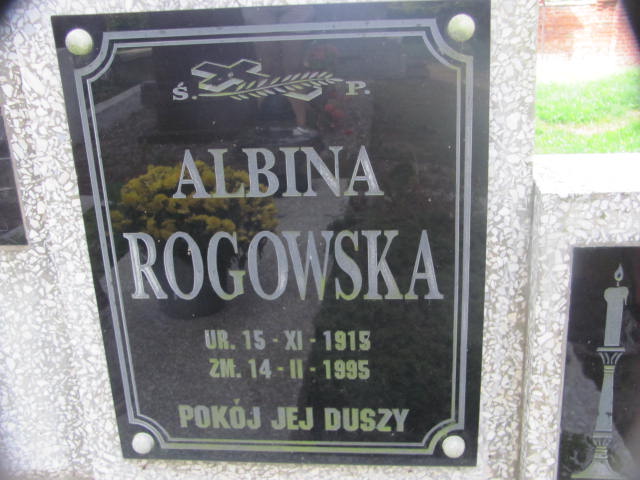 Ś. P.
ALBINA
ROGOWSKA
UR. 15 - XI - 1915
ZM. 14 - II - 1995
POKÓJ JEJ DUSZY